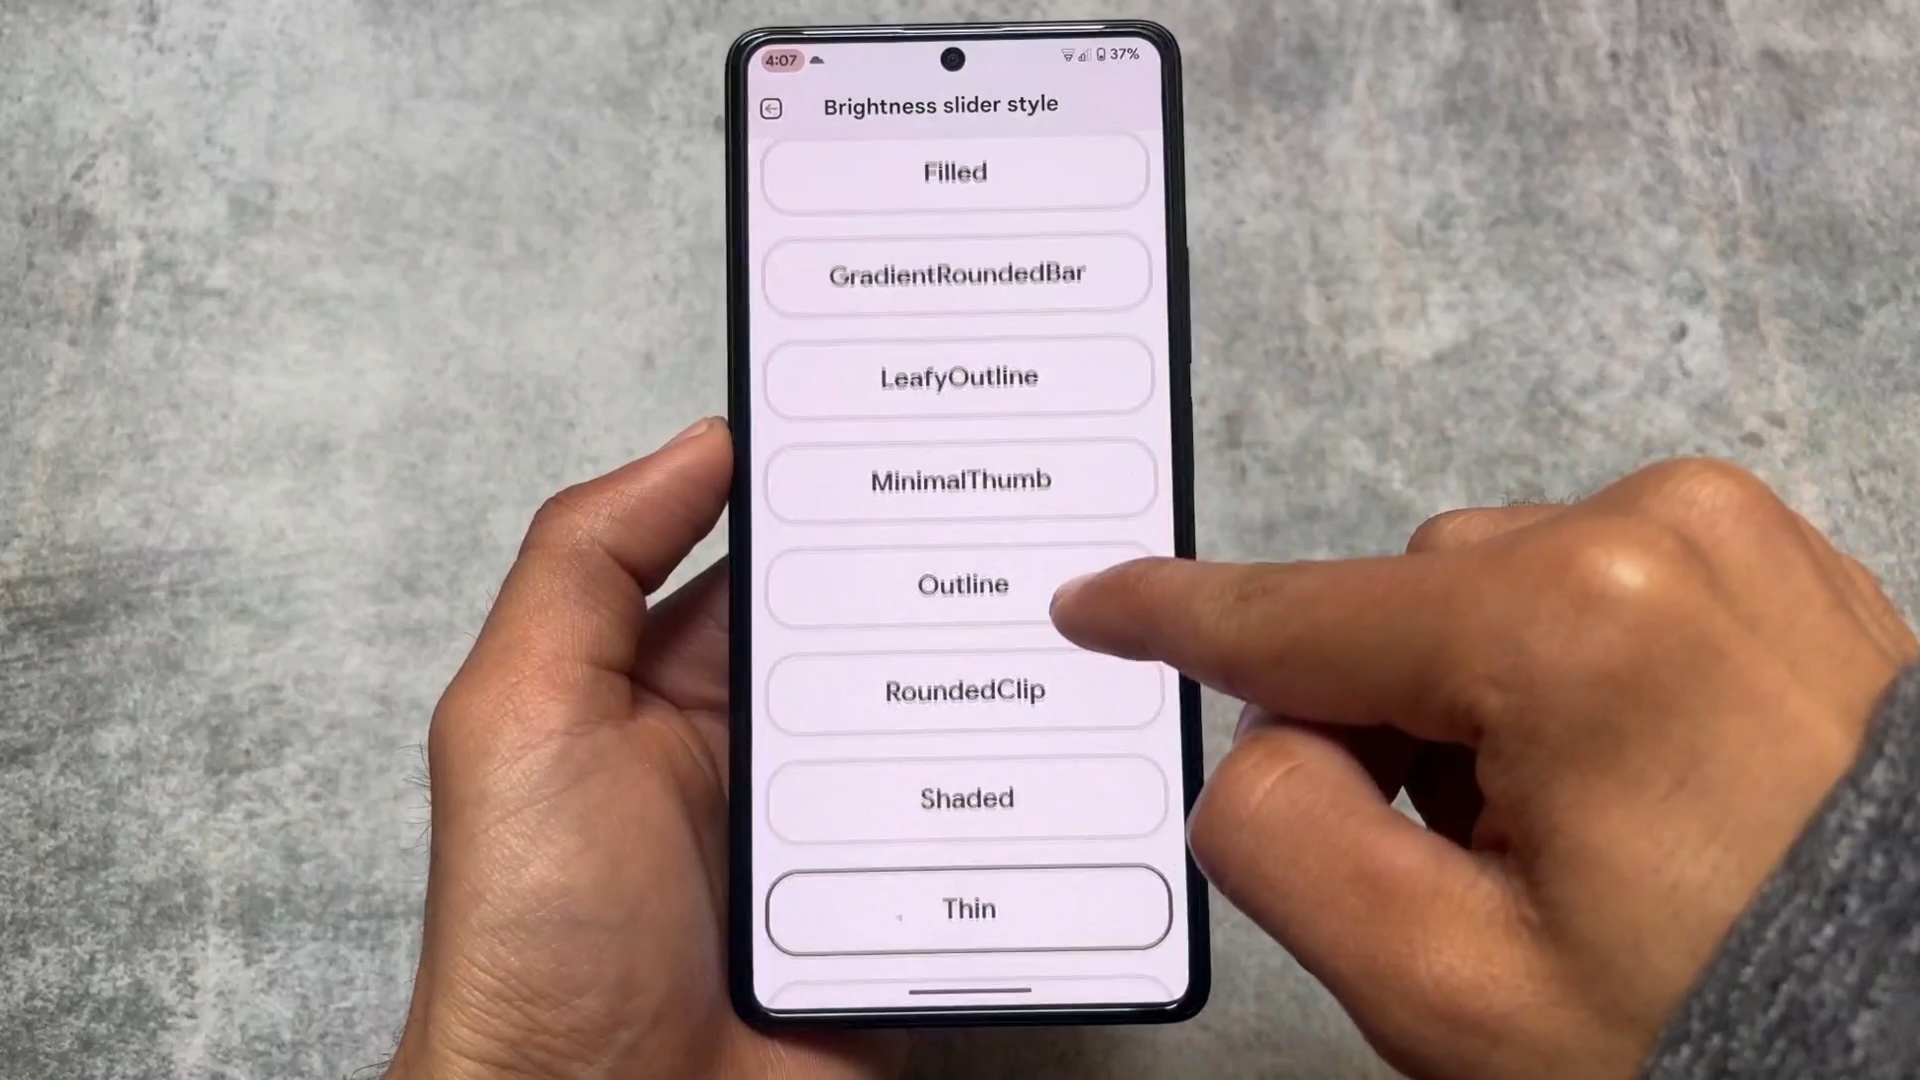 4:07
37%
Brightness slider style
Filled
GradientRoundedBar
LeafyOutline
MinimalThumb
Outline
RoundedClip
Shaded
Thin